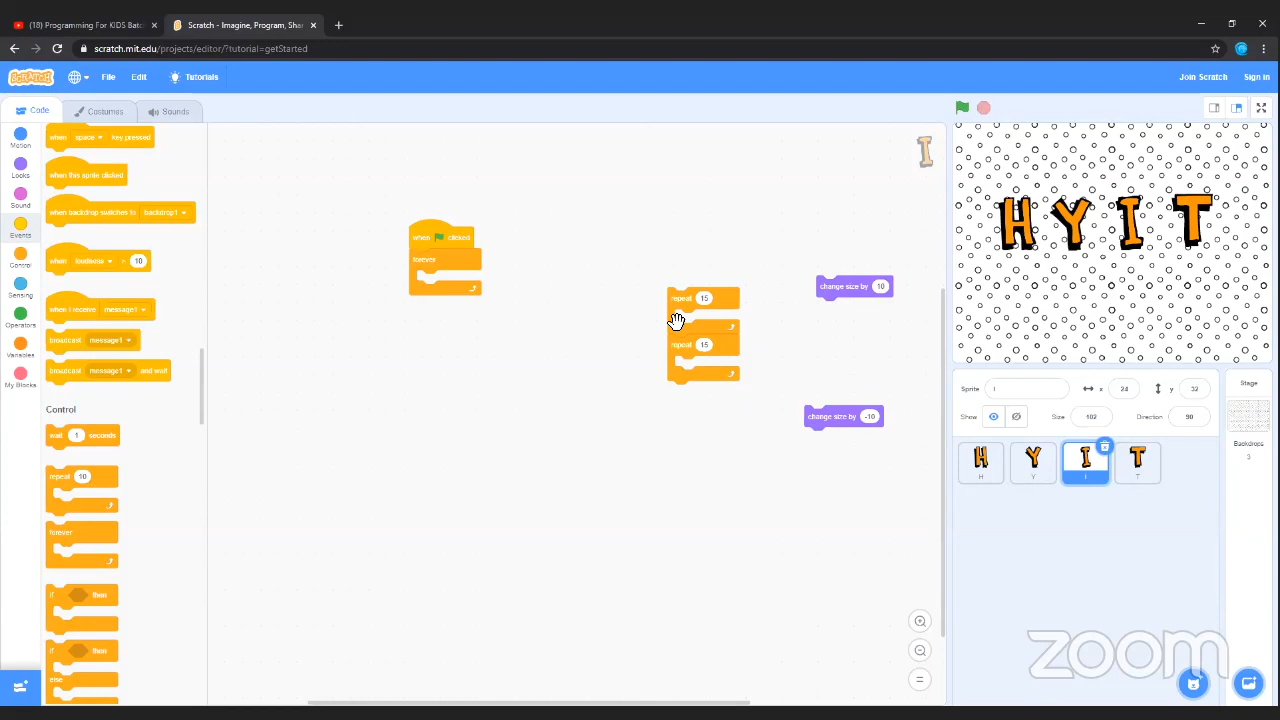 (18) Programming For KIDS Batc
Scratch - Imagine, Program, Shar
scratch.mit.edu/projects/editor/?tutorial=getStarted
SCRATCH
File
Edit
Tutorials
Join Scratch
Sign in
Code
Costumes
Sounds
Motion
Looks
Sound
Events
Control
Sensing
Operators
Variables
My Blocks
when space key pressed
when this sprite clicked
when backdrop switches to backdrop1
when loudness > 10
when I receive message1
broadcast message1
broadcast message1 and wait
Control
wait 1 seconds
repeat 10
forever
if then
if then
else
when clicked
forever
repeat 15
repeat 15
change size by 10
change size by -10
H Y I T
Sprite I x 24 y 32
Show Size 102 Direction 90
H
Y
I
T
Stage
Backdrops
3
zoom